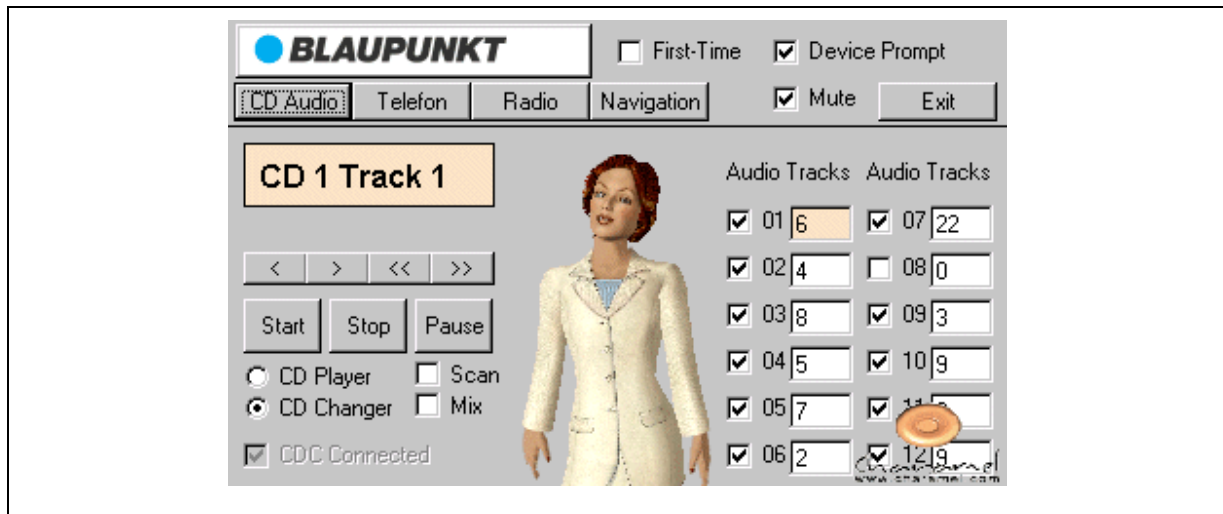 BLAUPUNKT
First-Time
Device Prompt
CD Audio
Telefon
Radio
Navigation
Mute
Exit
CD 1 Track 1
Audio Tracks
Audio Tracks
01 6
07 22
02 4
08 0
< > << >>
03 8
09 3
Start
Stop
Pause
04 5
10 9
CD Player
Scan
CD Changer
Mix
05 7
06 2
12 9
CDC Connected
Charamel
www.charamel.com